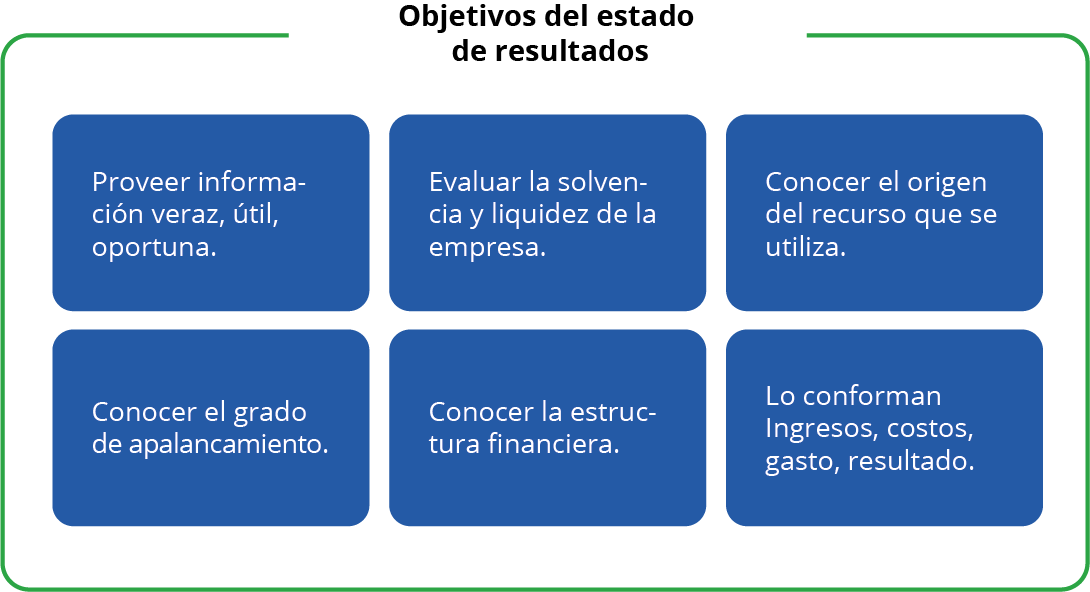 Objetivos del estado
de resultados
Proveer informa-
ción veraz, útil,
oportuna.
Evaluar la solven-
cia y liquidez de la
empresa.
Conocer el origen
del recurso que se
utiliza.
Conocer el grado
de apalancamiento.
Conocer la estruc-
tura financiera.
Lo conforman
Ingresos, costos,
gasto, resultado.